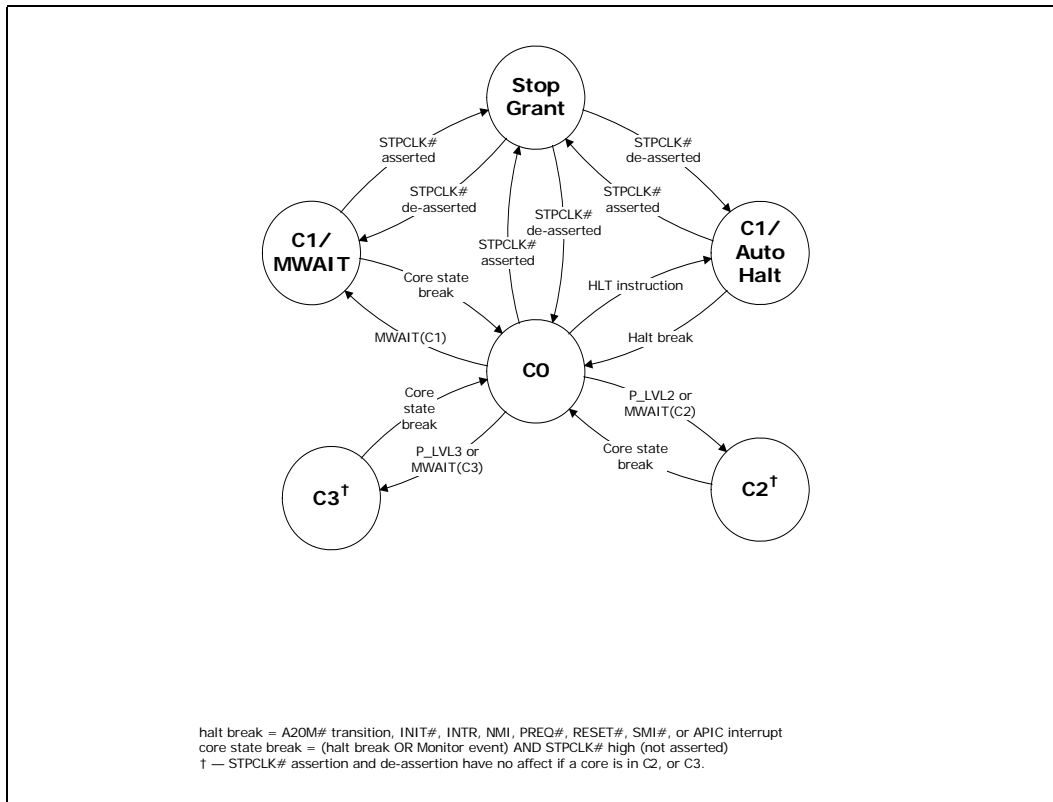 Stop
Grant
STPCLK#
asserted
STPCLK#
de-asserted
STPCLK#
de-asserted
STPCLK#
asserted
STPCLK#
de-asserted
STPCLK#
asserted
C1/
MWAIT
C1/
Auto
Halt
Core state
break
HLT instruction
MWAIT(C1)
Halt break
C0
Core
state
break
P_LVL2 or
MWAIT(C2)
P_LVL3 or
MWAIT(C3)
Core state
break
C3†
C2†
halt break = A20M# transition, INIT#, INTR, NMI, PREQ#, RESET#, SMI#, or APIC interrupt
core state break = (halt break OR Monitor event) AND STPCLK# high (not asserted)
† — STPCLK# assertion and de-assertion have no affect if a core is in C2, or C3.